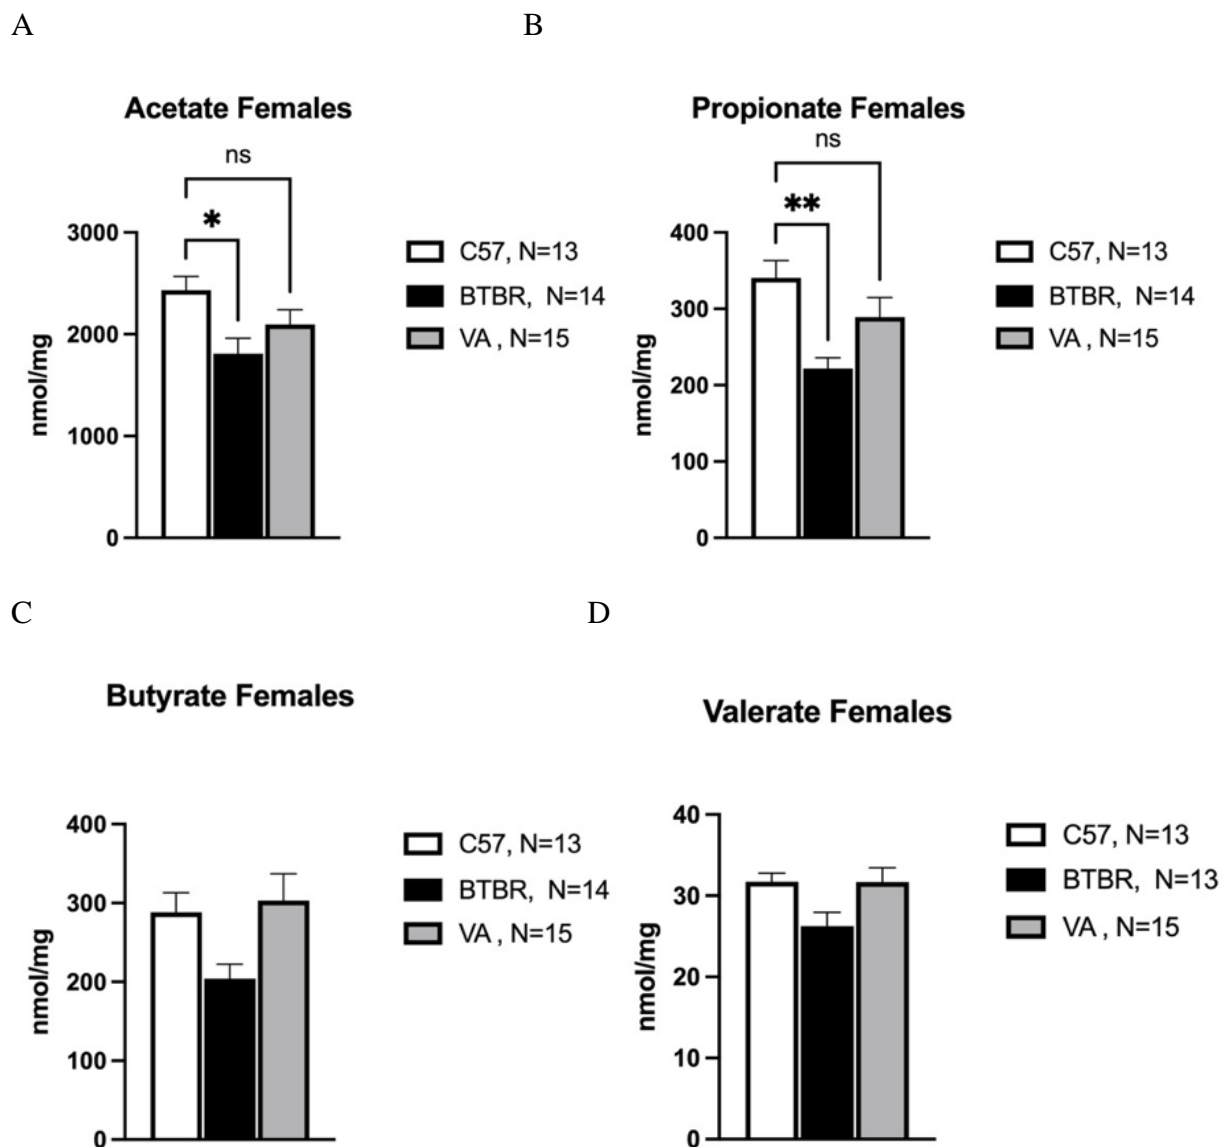 A
B
Acetate Females
Propionate Females
ns
ns
*
**
3000
2000
1000
0
nmol/mg
C57, N=13
BTBR, N=14
VA , N=15
400
300
200
100
0
nmol/mg
C57, N=13
BTBR, N=14
VA , N=15
C
D
Butyrate Females
Valerate Females
400
300
200
100
0
nmol/mg
C57, N=13
BTBR, N=14
VA , N=15
40
30
20
10
0
nmol/mg
C57, N=13
BTBR, N=13
VA , N=15